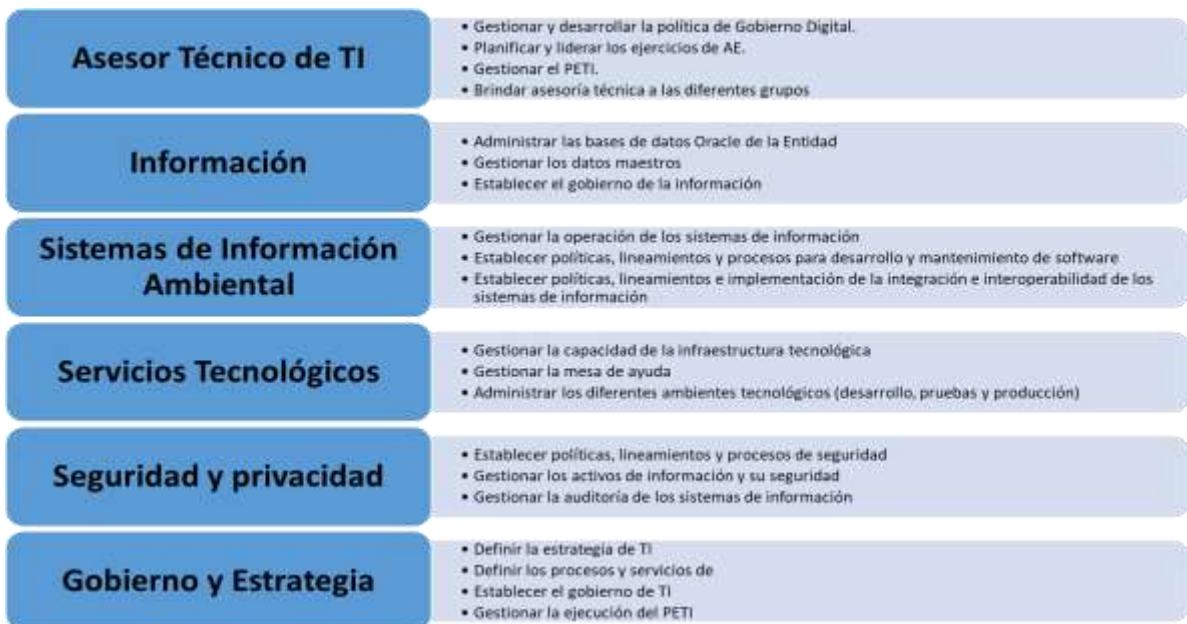 Asesor Técnico de TI
• Gestionar y desarrollar la política de Gobierno Digital.
• Planificar y liderar los ejercicios de AE.
• Gestionar el PETI.
• Brindar asesoría técnica a las diferentes grupos
Información
• Administrar las bases de datos Oracle de la Entidad
• Gestionar los datos maestros
• Establecer el gobierno de la información
Sistemas de Información
Ambiental
• Gestionar la operación de los sistemas de información
• Establecer políticas, lineamientos y procesos para desarrollo y mantenimiento de software
• Establecer políticas, lineamientos e implementación de la integración e interoperabilidad de los
sistemas de información
Servicios Tecnológicos
• Gestionar la capacidad de la infraestructura tecnológica
• Gestionar la mesa de ayuda
• Administrar los diferentes ambientes tecnológicos (desarrollo, pruebas y producción)
Seguridad y privacidad
• Establecer políticas, lineamientos y procesos de seguridad
• Gestionar los activos de información y su seguridad
• Gestionar la auditoría de los sistemas de información
Gobierno y Estrategia
• Definir la estrategia de TI
• Definir los procesos y servicios de
• Establecer el gobierno de TI
• Gestionar la ejecución del PETI